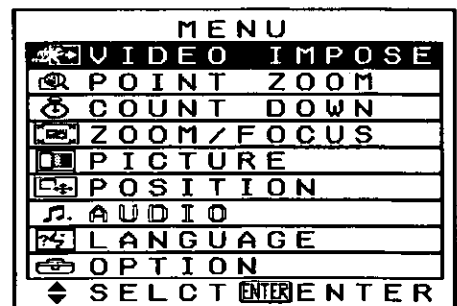 MENU
VIDEO IMPOSE
POINT ZOOM
COUNT DOWN
ZOOM/FOCUS
PICTURE
POSITION
AUDIO
LANGUAGE
OPTION
SELCT ENTER ENTER